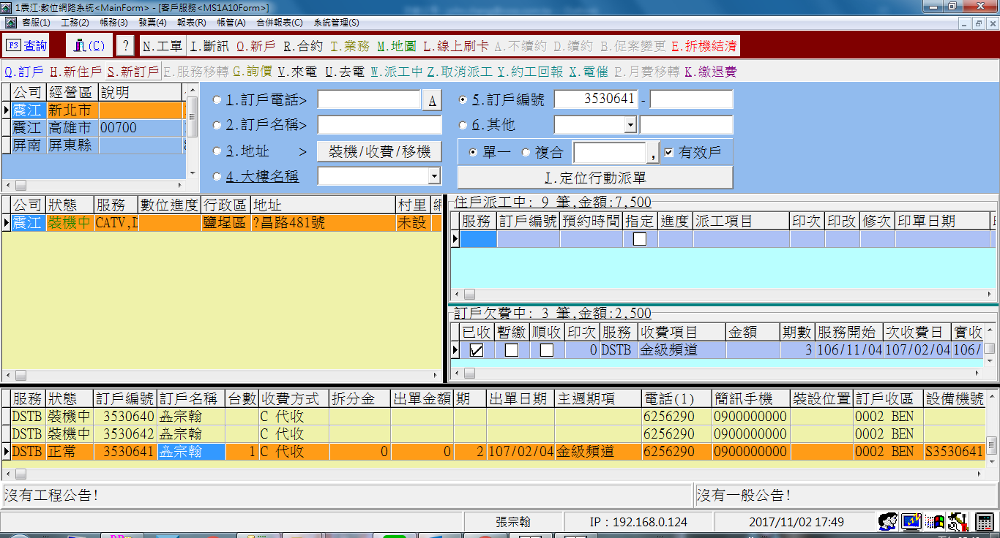 1震江:數位網路系統<MainForm> - [客戶服務<MS1A10Form>]
客服(1) 工務(2) 帳務(3) 發票(4) 報表(R) 帳管(A) 合併報表(C) 系統管理(S)
F3 查詢 (C) ? N.工單 I.斷訊 O.新戶 R.合約 T.業務 M.地圖 L.線上刷卡 A.不續約 D.續約 B.促案變更 E.拆機結清
Q.訂戶 H.新住戶 S.新訂戶 F.服務移轉 G.詢價 V.來電 U.去電 W.派工中 Z.取消派工 Y.約工回報 X.電催 P.月費移轉 K.繳退費
公司 經營區 說明
震江 新北市
震江 高雄市 00700
屏南 屏東縣
1.訂戶電話> A 5.訂戶編號 3530641 -
2.訂戶名稱> 6.其他
3.地址 > 裝機/收費/移機 單一 複合 , 有效戶
4.大樓名稱 J.定位行動派單
公司 狀態 服務 數位進度 行政區 地址 村里
震江 裝機中 CATV,D 鹽埕區 ?昌路481號 未設
住戶派工中: 9 筆,金額:7,500
服務 訂戶編號 預約時間 指定 進度 派工項目 印次 印改 修次 印單日期
訂戶欠費中: 3 筆,金額:2,500
已收 暫繳 順收 印次 服務 收費項目 金額 期數 服務開始 次收費日 實收
0 DSTB 金級頻道 3 106/11/04 107/02/04 106/
服務 狀態 訂戶編號 訂戶名稱 台數 收費方式 拆分金 出單金額 期 出單日期 主週期項 電話(1) 簡訊手機 裝設位置 訂戶收區 設備機號
DSTB 裝機中 3530640 宗翰 C 代收 6256290 0900000000 0002 BEN
DSTB 裝機中 3530642 宗翰 C 代收 6256290 0900000000 0002 BEN
DSTB 正常 3530641 宗翰 1 C 代收 0 0 2 107/02/04 金級頻道 6256290 0900000000 0002 BEN S3530641
沒有工程公告! 沒有一般公告!
張宗翰 IP：192.168.0.124 2017/11/02 17:49